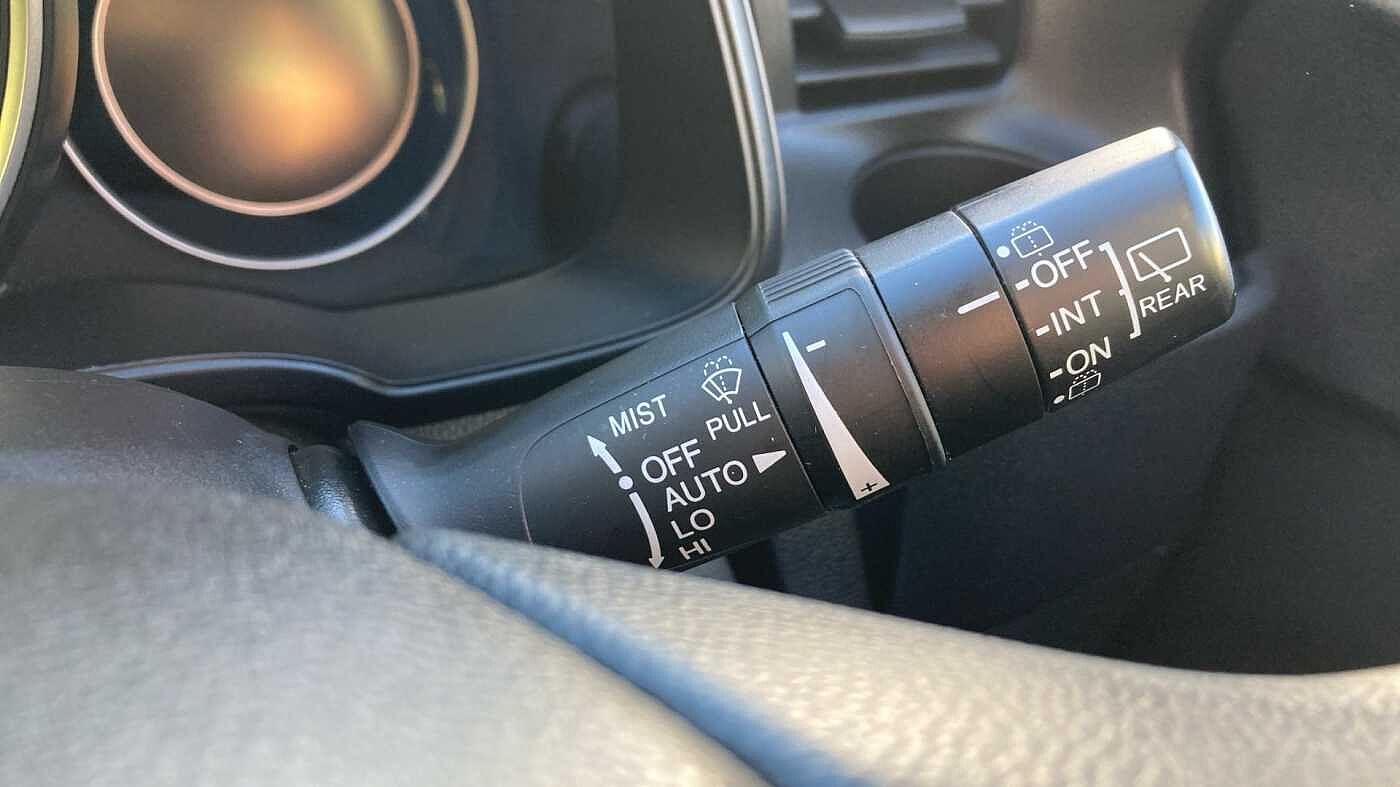 MIST
PULL
OFF
AUTO
LO
HI
-
+
-OFF
-INT
-ON
REAR